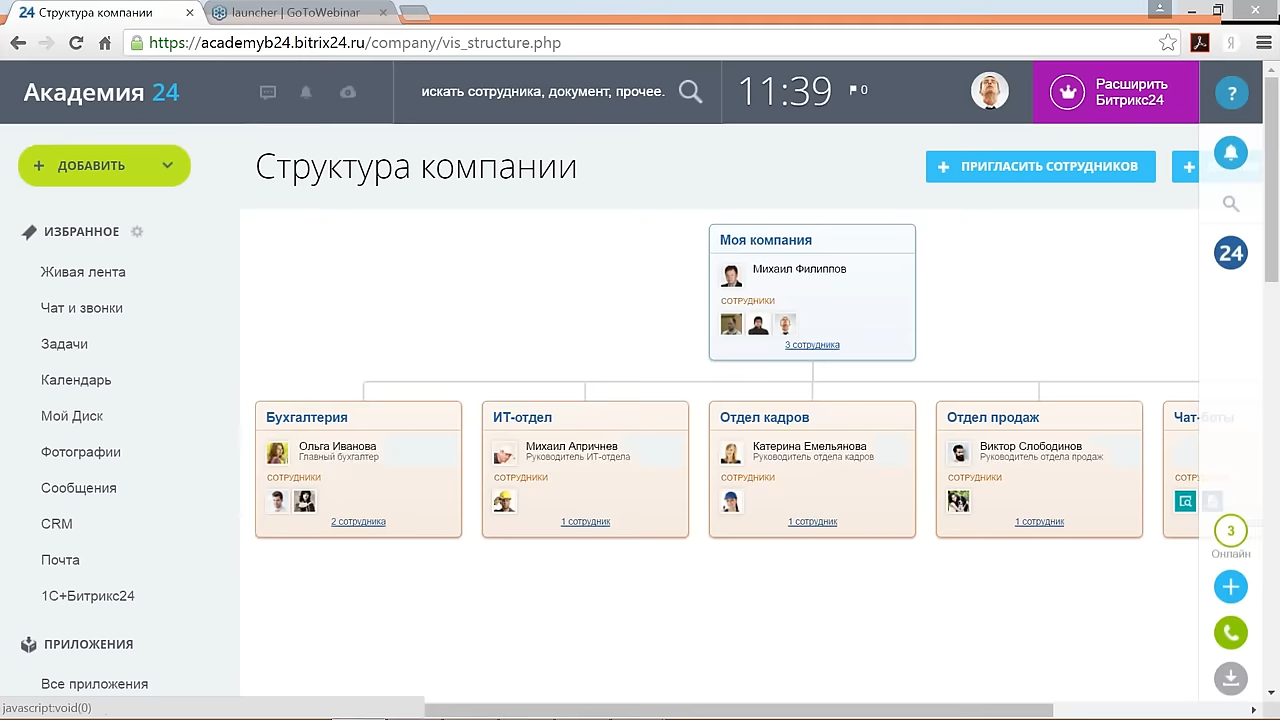 24 Структура компании
launcher | GoToWebinar
https://academyb24.bitrix24.ru/company/vis_structure.php
Академия 24
искать сотрудника, документ, прочее.
11:39
0
Расширить
Битрикс24
?
+ ДОБАВИТЬ
Структура компании
+ ПРИГЛАСИТЬ СОТРУДНИКОВ
+
ИЗБРАННОЕ
Живая лента
Чат и звонки
Задачи
Календарь
Мой Диск
Фотографии
Сообщения
CRM
Почта
1С+Битрикс24
ПРИЛОЖЕНИЯ
Все приложения
Моя компания
Михаил Филиппов
СОТРУДНИКИ
3 сотрудника
Бухгалтерия
Ольга Иванова
Главный бухгалтер
СОТРУДНИКИ
2 сотрудника
ИТ-отдел
Михаил Апричнев
Руководитель ИТ-отдела
СОТРУДНИКИ
1 сотрудник
Отдел кадров
Катерина Емельянова
Руководитель отдела кадров
СОТРУДНИКИ
1 сотрудник
Отдел продаж
Виктор Слободинов
Руководитель отдела продаж
СОТРУДНИКИ
1 сотрудник
Чат-боты
24
3
Онлайн
javascript:void(0)